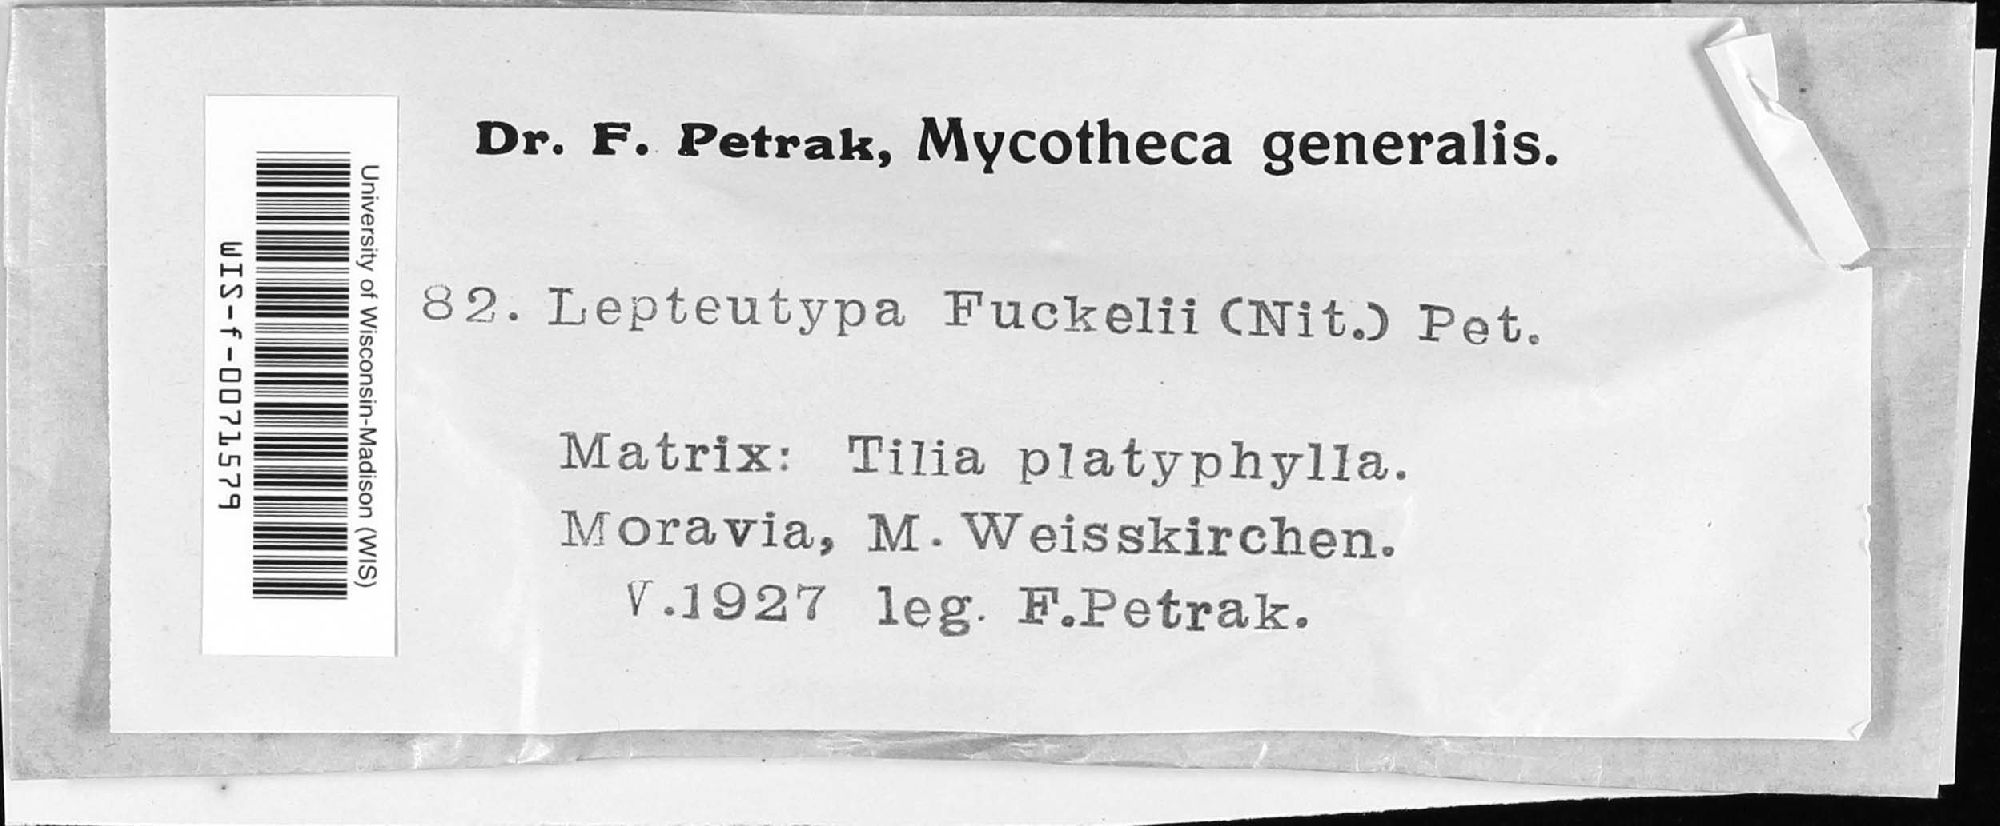 Dr. F. Petrak, Mycotheca generalis.
82. Lepteutypa Fuckelii (Nit.) Pet.
Matrix: Tilia platyphylla.
Moravia, M. Weisskirchen.
V.1927 leg. F.Petrak.
University of Wisconsin-Madison (WIS)
WIS-f-0071579